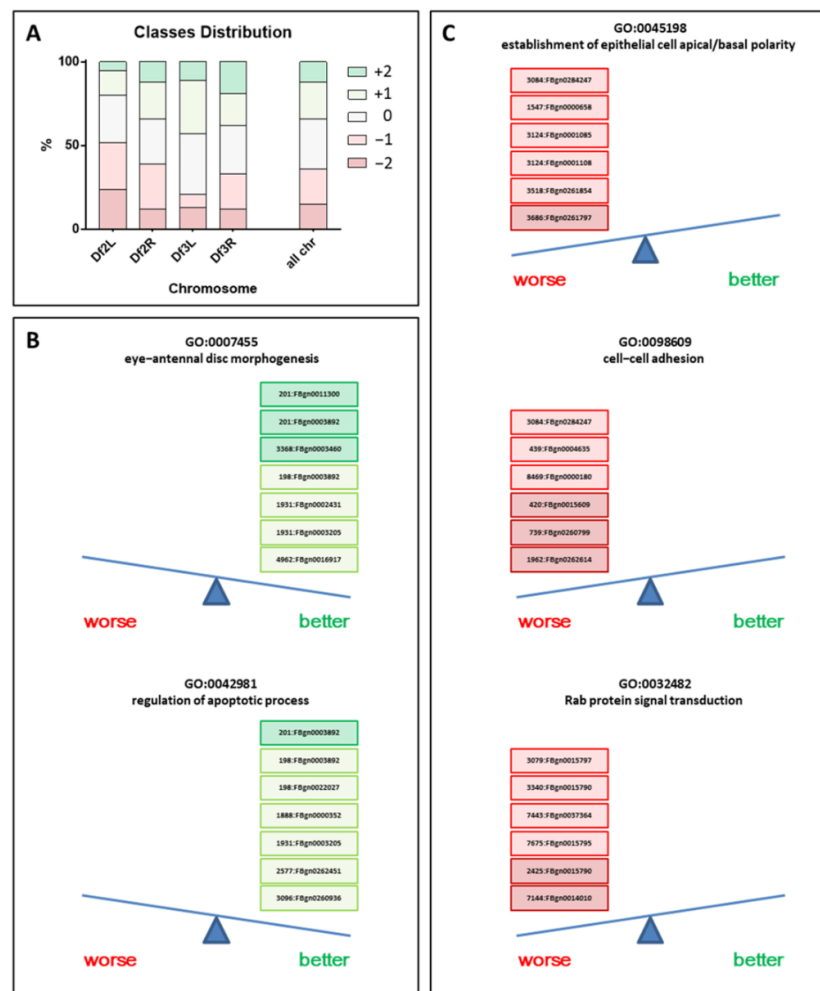 A
Classes Distribution
100
50
0
%
+2
+1
0
−1
−2
Df2L
Df2R
Df3L
Df3R
all chr
Chromosome
B
GO:0007455
eye−antennal disc morphogenesis
201:FBgn0011300
201:FBgn0003892
3368:FBgn0003460
198:FBgn0003892
1931:FBgn0002431
1931:FBgn0003205
4962:FBgn0016917
worse
better
GO:0042981
regulation of apoptotic process
201:FBgn0003892
198:FBgn0003892
198:FBgn0022027
1888:FBgn0000352
1931:FBgn0003205
2577:FBgn0262451
3096:FBgn0260936
worse
better
C
GO:0045198
establishment of epithelial cell apical/basal polarity
3084:FBgn0284247
1547:FBgn0000658
3124:FBgn0001085
3124:FBgn0001108
3518:FBgn0261854
3686:FBgn0261797
worse
better
GO:0098609
cell−cell adhesion
3084:FBgn0284247
439:FBgn0004635
8469:FBgn0000180
420:FBgn0015609
739:FBgn0260799
1962:FBgn0262614
worse
better
GO:0032482
Rab protein signal transduction
3079:FBgn0015797
3340:FBgn0015790
7443:FBgn0037364
7675:FBgn0015795
2425:FBgn0015790
7144:FBgn0014010
worse
better